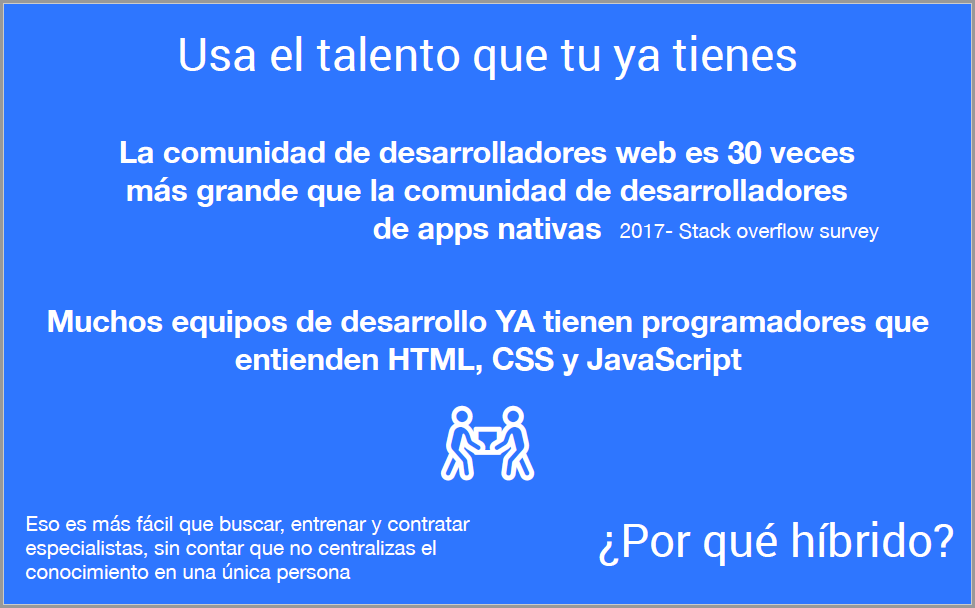 Usa el talento que tu ya tienes
La comunidad de desarrolladores web es 30 veces
más grande que la comunidad de desarrolladores
de apps nativas 2017- Stack overflow survey
Muchos equipos de desarrollo YA tienen programadores que
entienden HTML, CSS y JavaScript
Eso es más fácil que buscar, entrenar y contratar
especialistas, sin contar que no centralizas el
conocimiento en una única persona
¿Por qué híbrido?